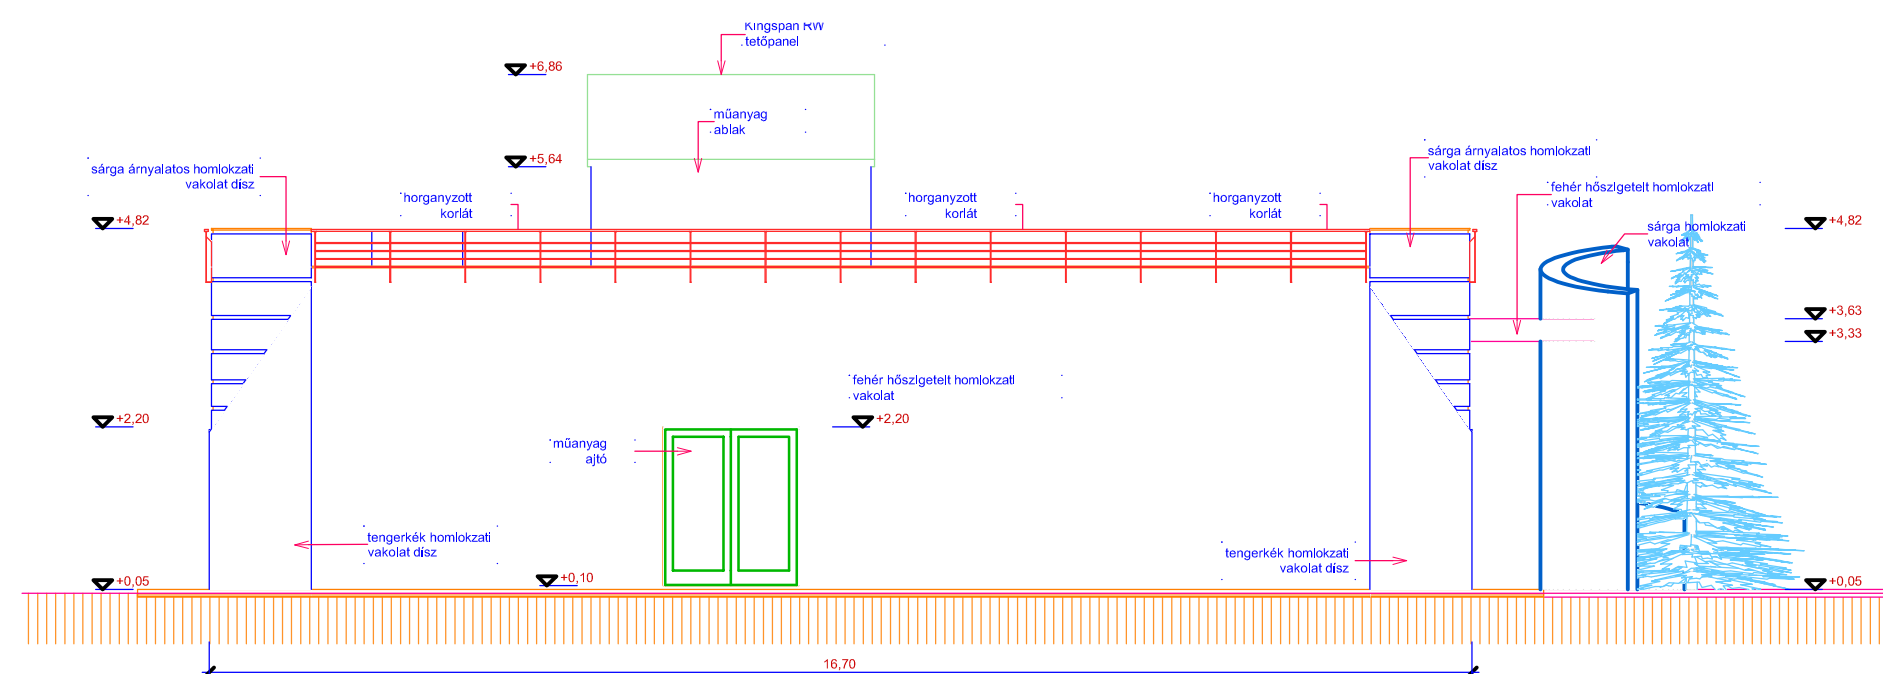 Kingspan RW
tetőpanel
+6,86
műanyag
ablak
+5,64
sárga árnyalatos homlokzati
vakolat dísz
sárga árnyalatos homlokzati
vakolat dísz
fehér hőszigetelt homlokzati
vakolat
horganyzott
korlát
horganyzott
korlát
horganyzott
korlát
+4,82
+4,82
sárga homlokzati
vakolat
+3,63
+3,33
fehér hőszigetelt homlokzati
vakolat
+2,20
+2,20
műanyag
ajtó
tengerkék homlokzati
vakolat dísz
tengerkék homlokzati
vakolat dísz
+0,05
+0,10
+0,05
16,70